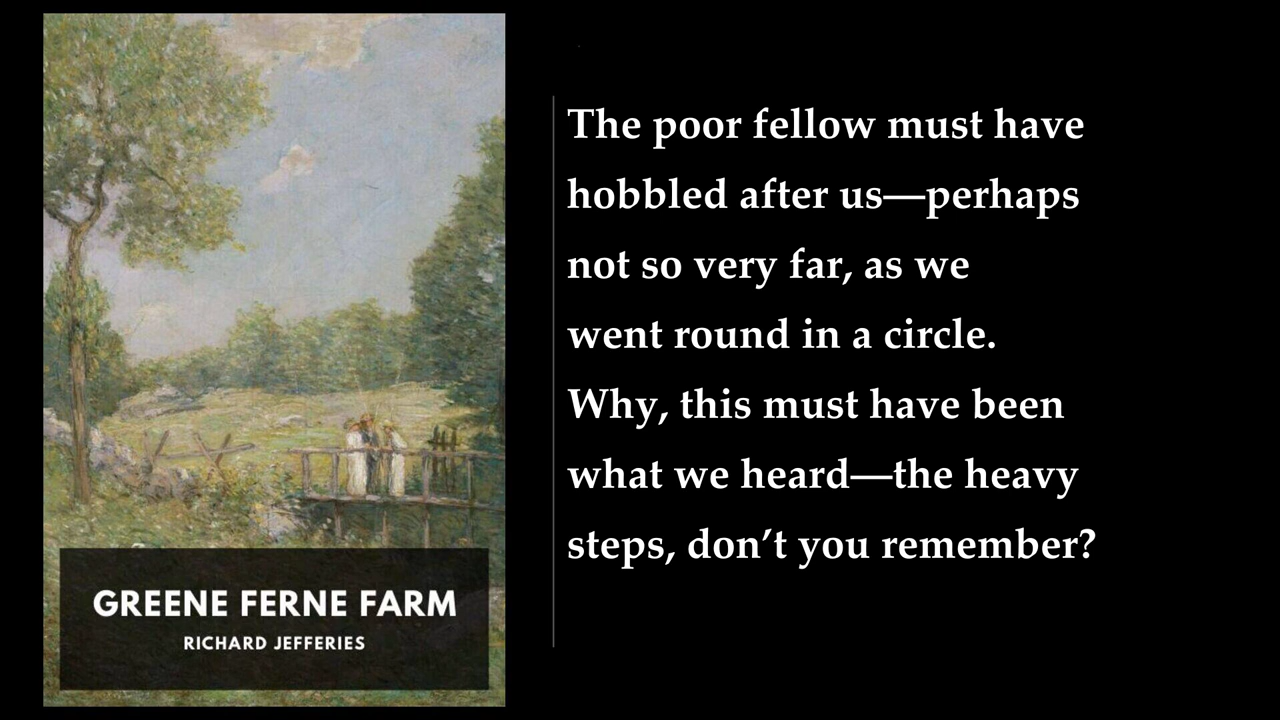 The poor fellow must have
hobbled after us—perhaps
not so very far, as we
went round in a circle.
Why, this must have been
what we heard—the heavy
steps, don’t you remember?
GREENE FERNE FARM
RICHARD JEFFERIES